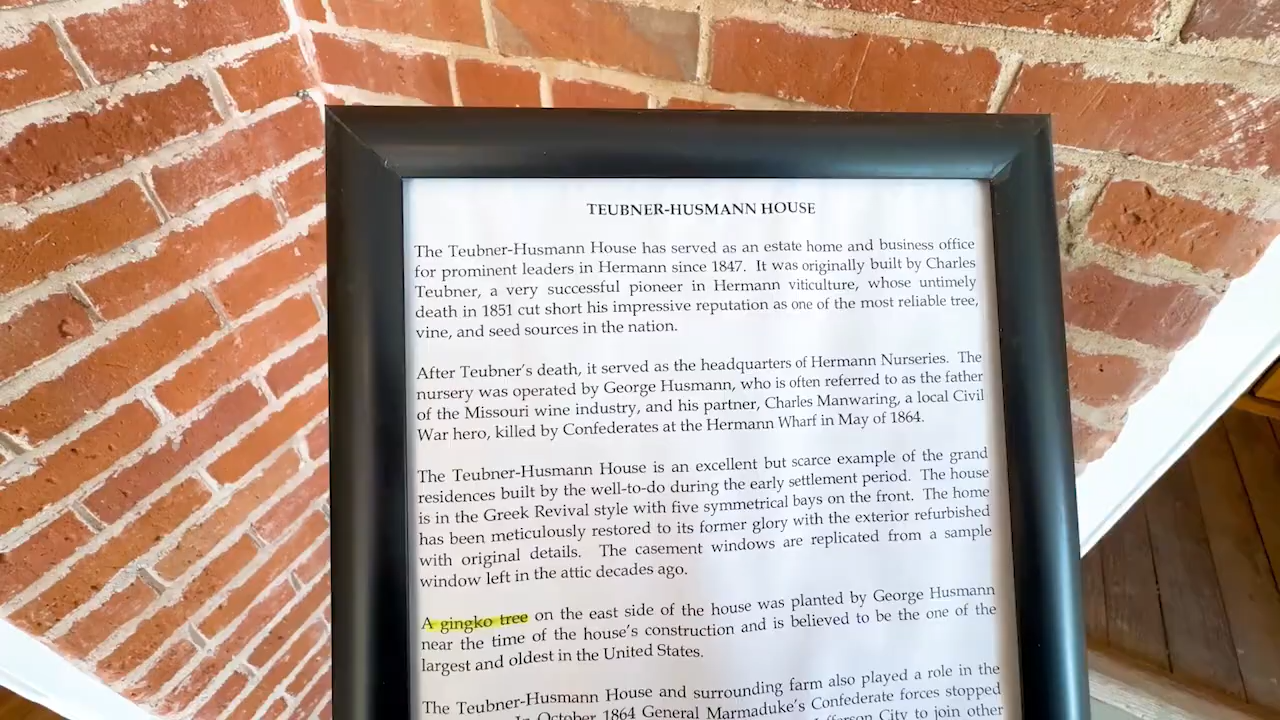 TEUBNER-HUSMANN HOUSE
The Teubner-Husmann House has served as an estate home and business office
for prominent leaders in Hermann since 1847. It was originally built by Charles
Teubner, a very successful pioneer in Hermann viticulture, whose untimely
death in 1851 cut short his impressive reputation as one of the most reliable tree,
vine, and seed sources in the nation.
After Teubner's death, it served as the headquarters of Hermann Nurseries. The
nursery was operated by George Husmann, who is often referred to as the father
of the Missouri wine industry, and his partner, Charles Manwaring, a local Civil
War hero, killed by Confederates at the Hermann Wharf in May of 1864.
The Teubner-Husmann House is an excellent but scarce example of the grand
residences built by the well-to-do during the early settlement period. The house
is in the Greek Revival style with five symmetrical bays on the front. The home
has been meticulously restored to its former glory with the exterior refurbished
with original details. The casement windows are replicated from a sample
window left in the attic decades ago.
A gingko tree on the east side of the house was planted by George Husmann
near the time of the house's construction and is believed to be the one of the
largest and oldest in the United States.
The Teubner-Husmann House and surrounding farm also played a role in the
In October 1864 General Marmaduke's Confederate forces stopped
Jefferson City to join other